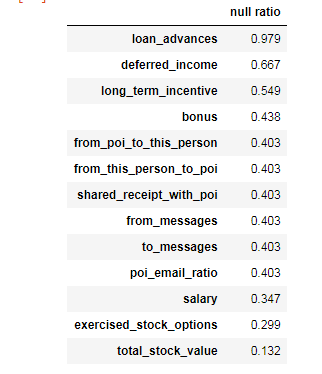 null ratio
loan_advances 0.979
deferred_income 0.667
long_term_incentive 0.549
bonus 0.438
from_poi_to_this_person 0.403
from_this_person_to_poi 0.403
shared_receipt_with_poi 0.403
from_messages 0.403
to_messages 0.403
poi_email_ratio 0.403
salary 0.347
exercised_stock_options 0.299
total_stock_value 0.132